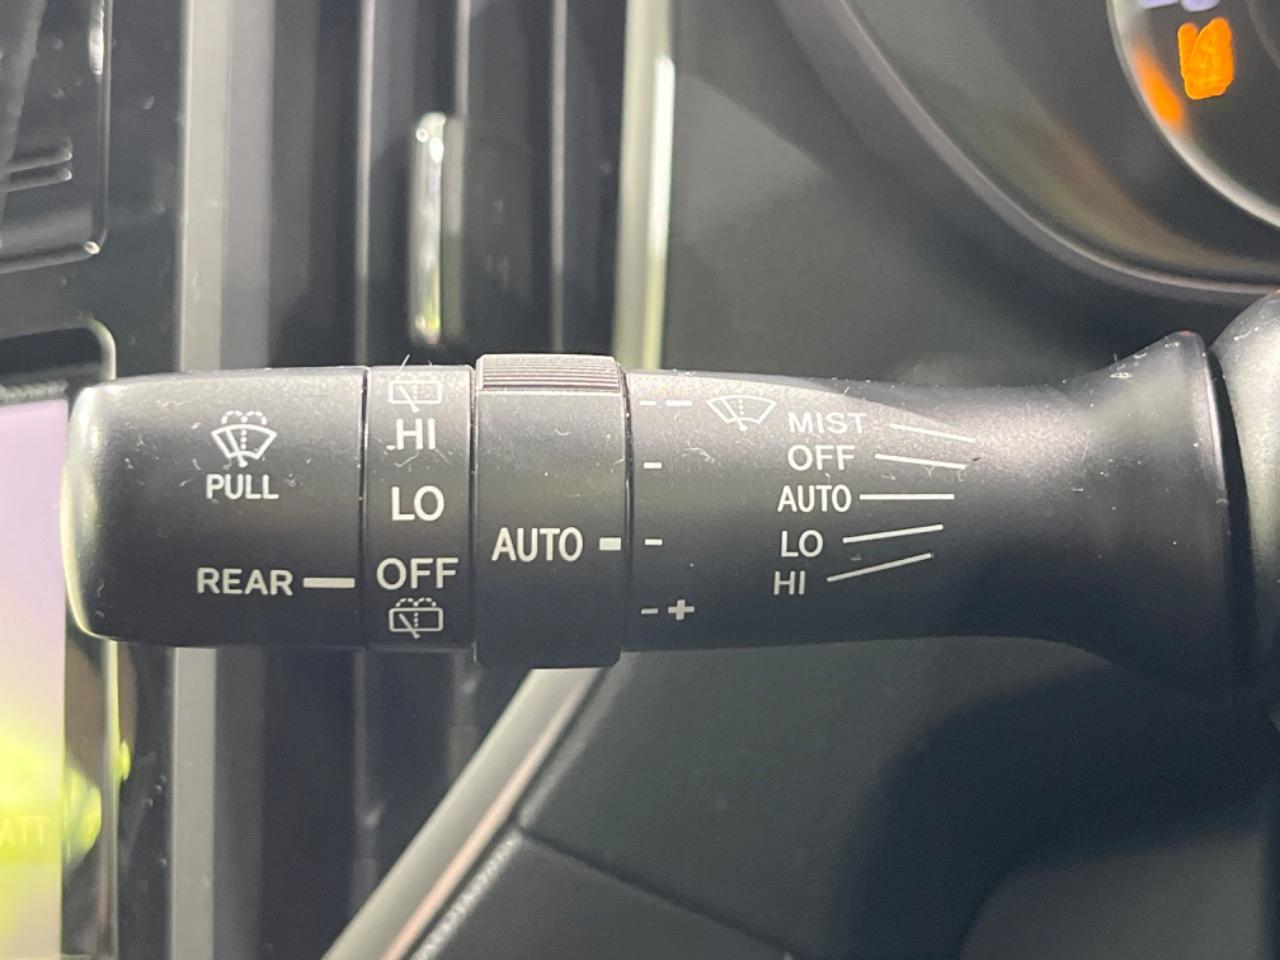 PULL
REAR
HI
LO
OFF
AUTO
- -
-
-
- +
MIST
OFF
AUTO
LO
HI